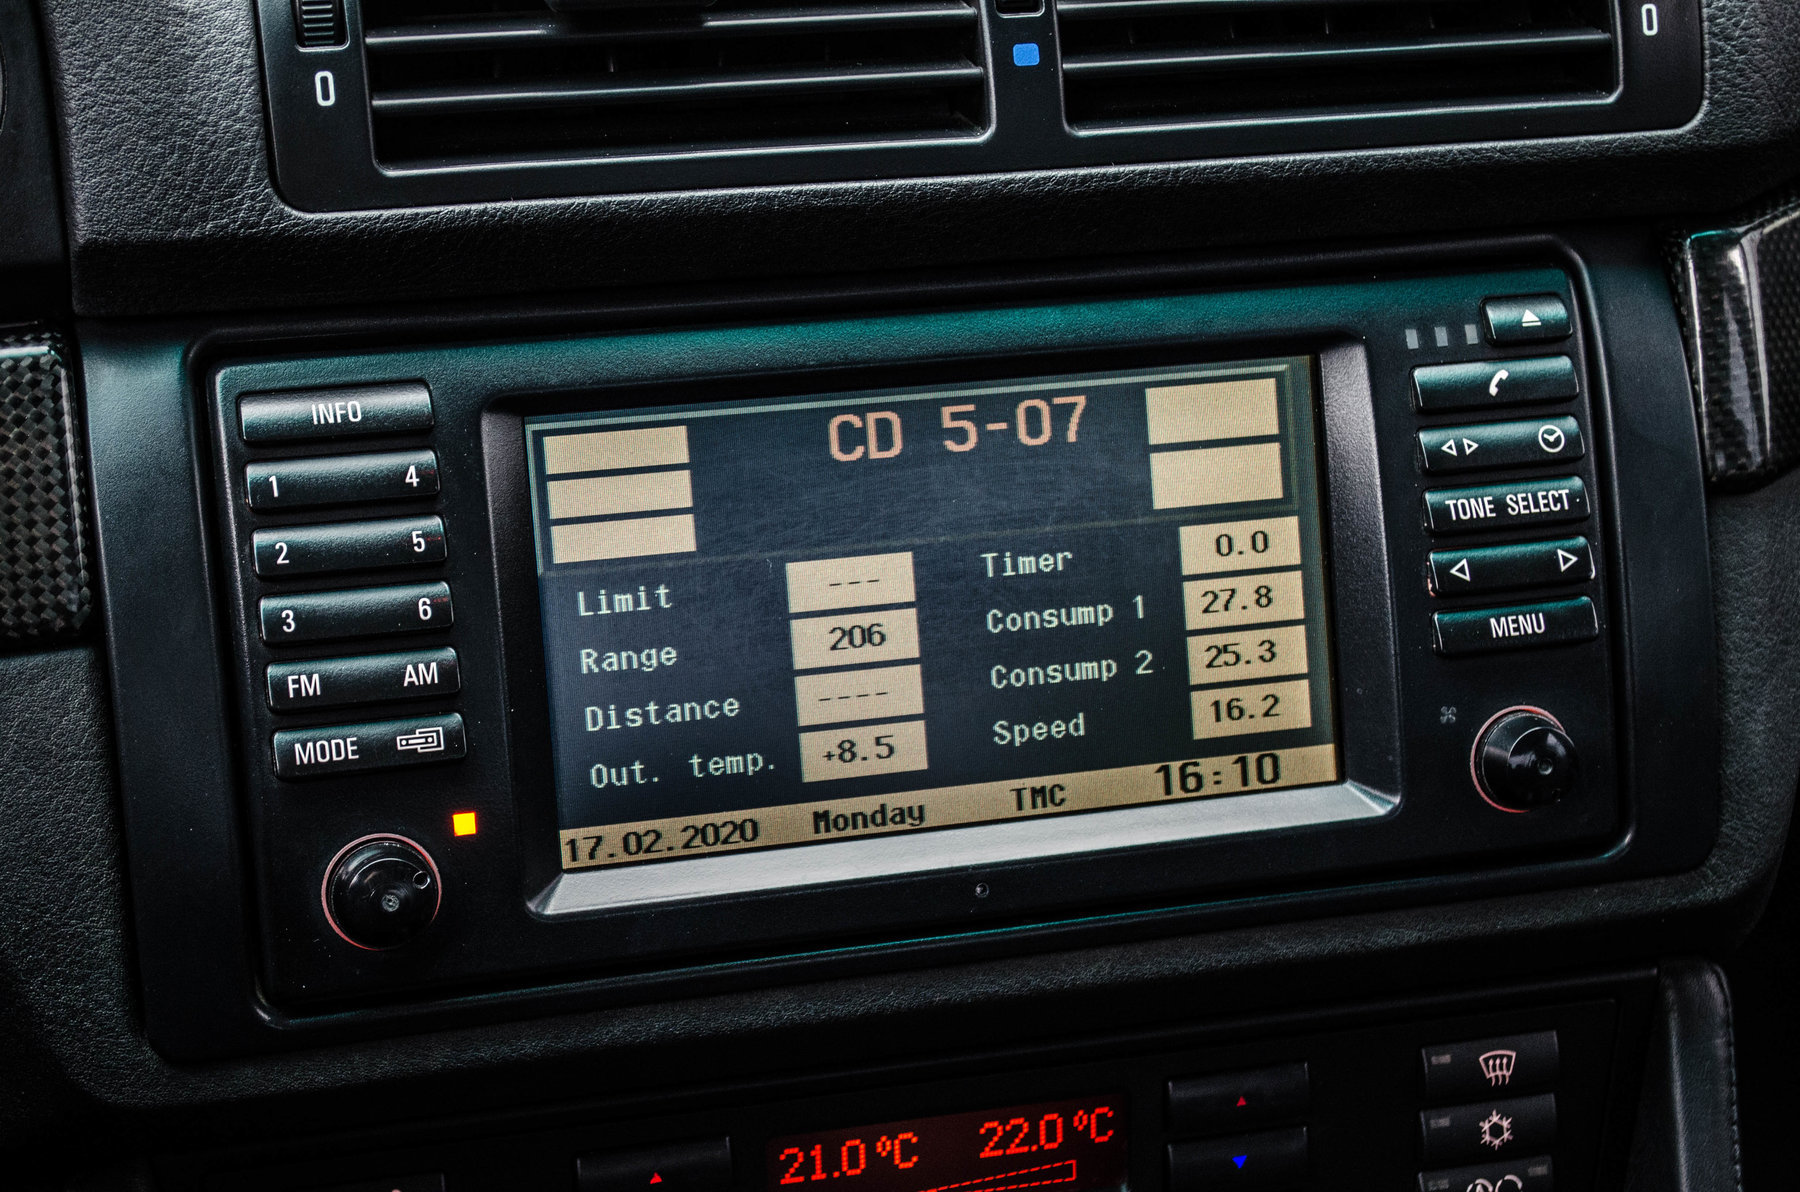 0
0
INFO
1 4
2 5
3 6
FM AM
MODE
CD 5-07
Limit ---
Range 206
Distance ----
Out. temp. +8.5
Timer 0.0
Consump 1 27.8
Consump 2 25.3
Speed 16.2
17.02.2020 Monday TMC 16:10
TONE SELECT
MENU
21.0°C 22.0°C